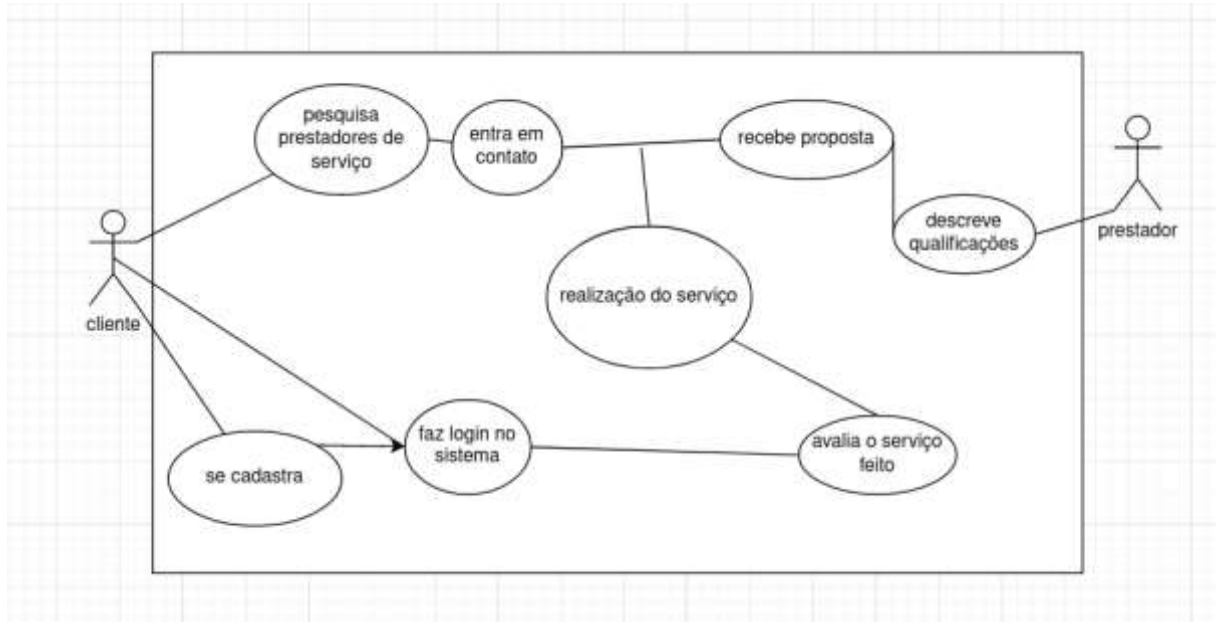 pesquisa
prestadores de
serviço
entra em
contato
recebe proposta
descreve
qualificações
prestador
realização do serviço
cliente
faz login no
sistema
avalia o serviço
feito
se cadastra